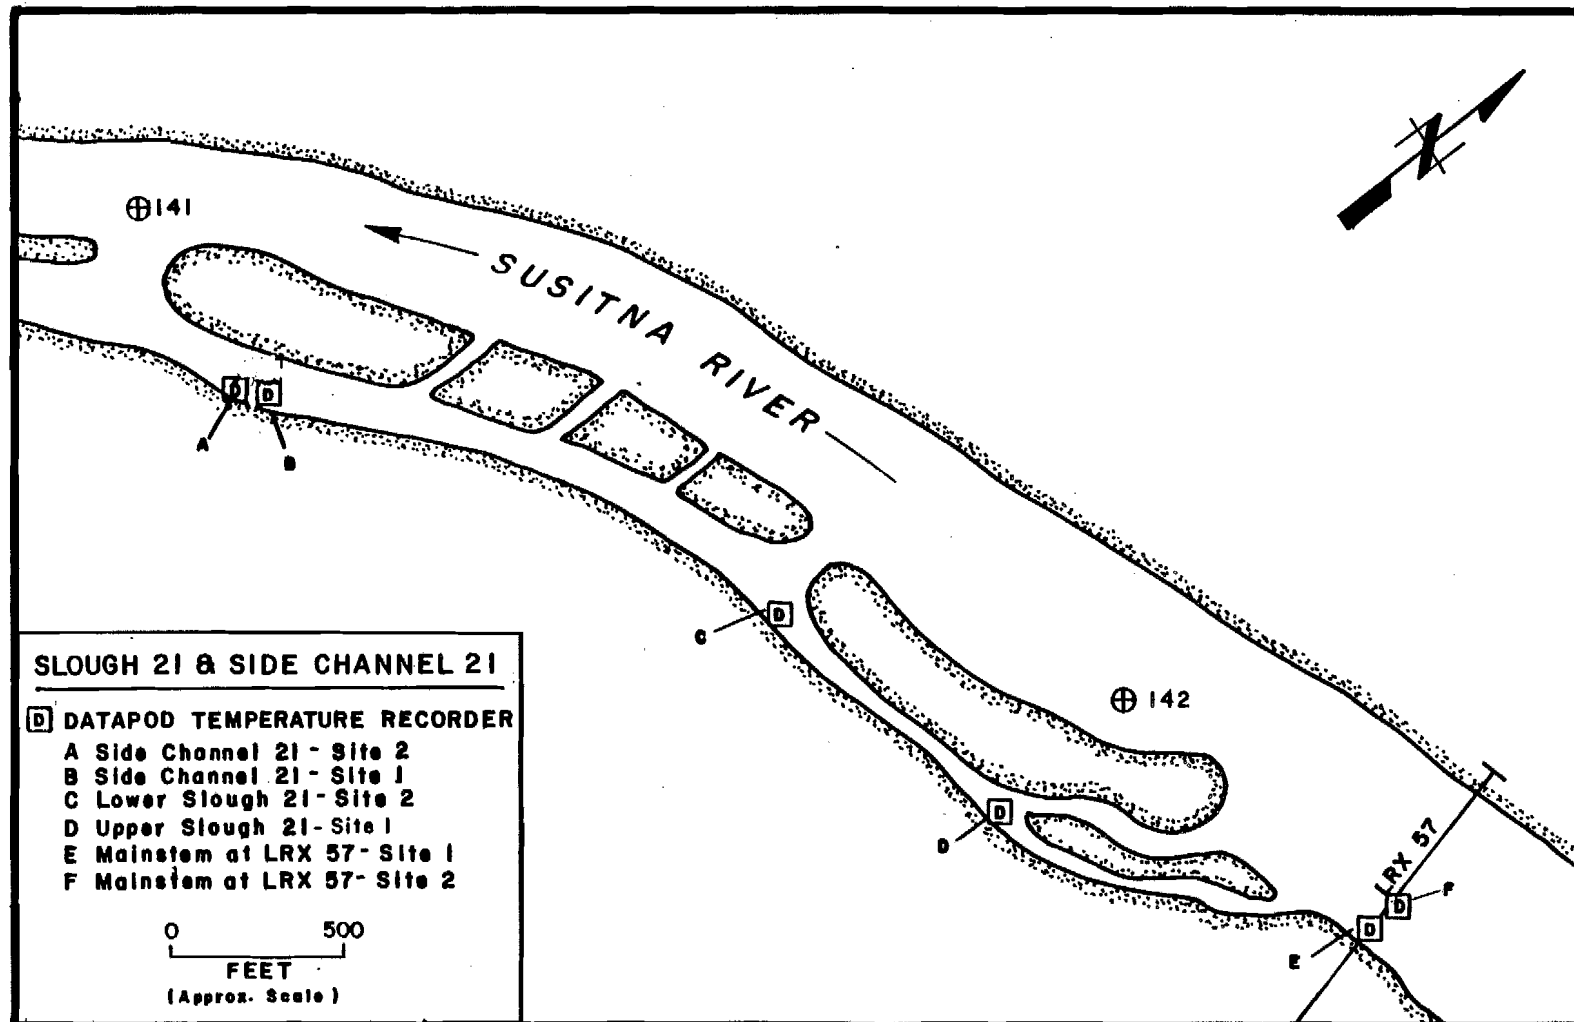 N
⊕141
SUSITNA RIVER
D
D
A
B
D
C
⊕142
D
D
LRX 57
D
F
D
E
SLOUGH 21 & SIDE CHANNEL 21
D DATAPOD TEMPERATURE RECORDER
A Side Channel 21 - Site 2
B Side Channel 21 - Site 1
C Lower Slough 21 - Site 2
D Upper Slough 21 - Site 1
E Mainstem at LRX 57 - Site 1
F Mainstem at LRX 57 - Site 2
0 500
FEET
(Approx. Scale)